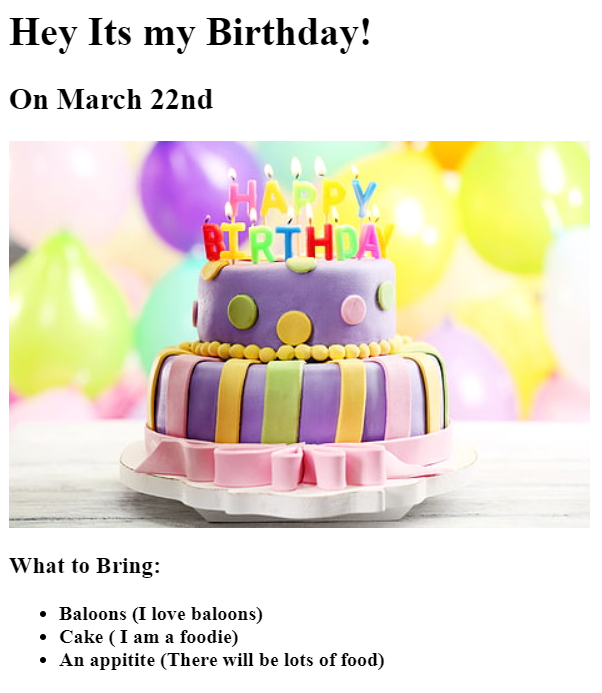 Hey Its my Birthday!
On March 22nd
HAPPY
BIRTHDAY
What to Bring:
Baloons (I love baloons)
Cake ( I am a foodie)
An appitite (There will be lots of food)